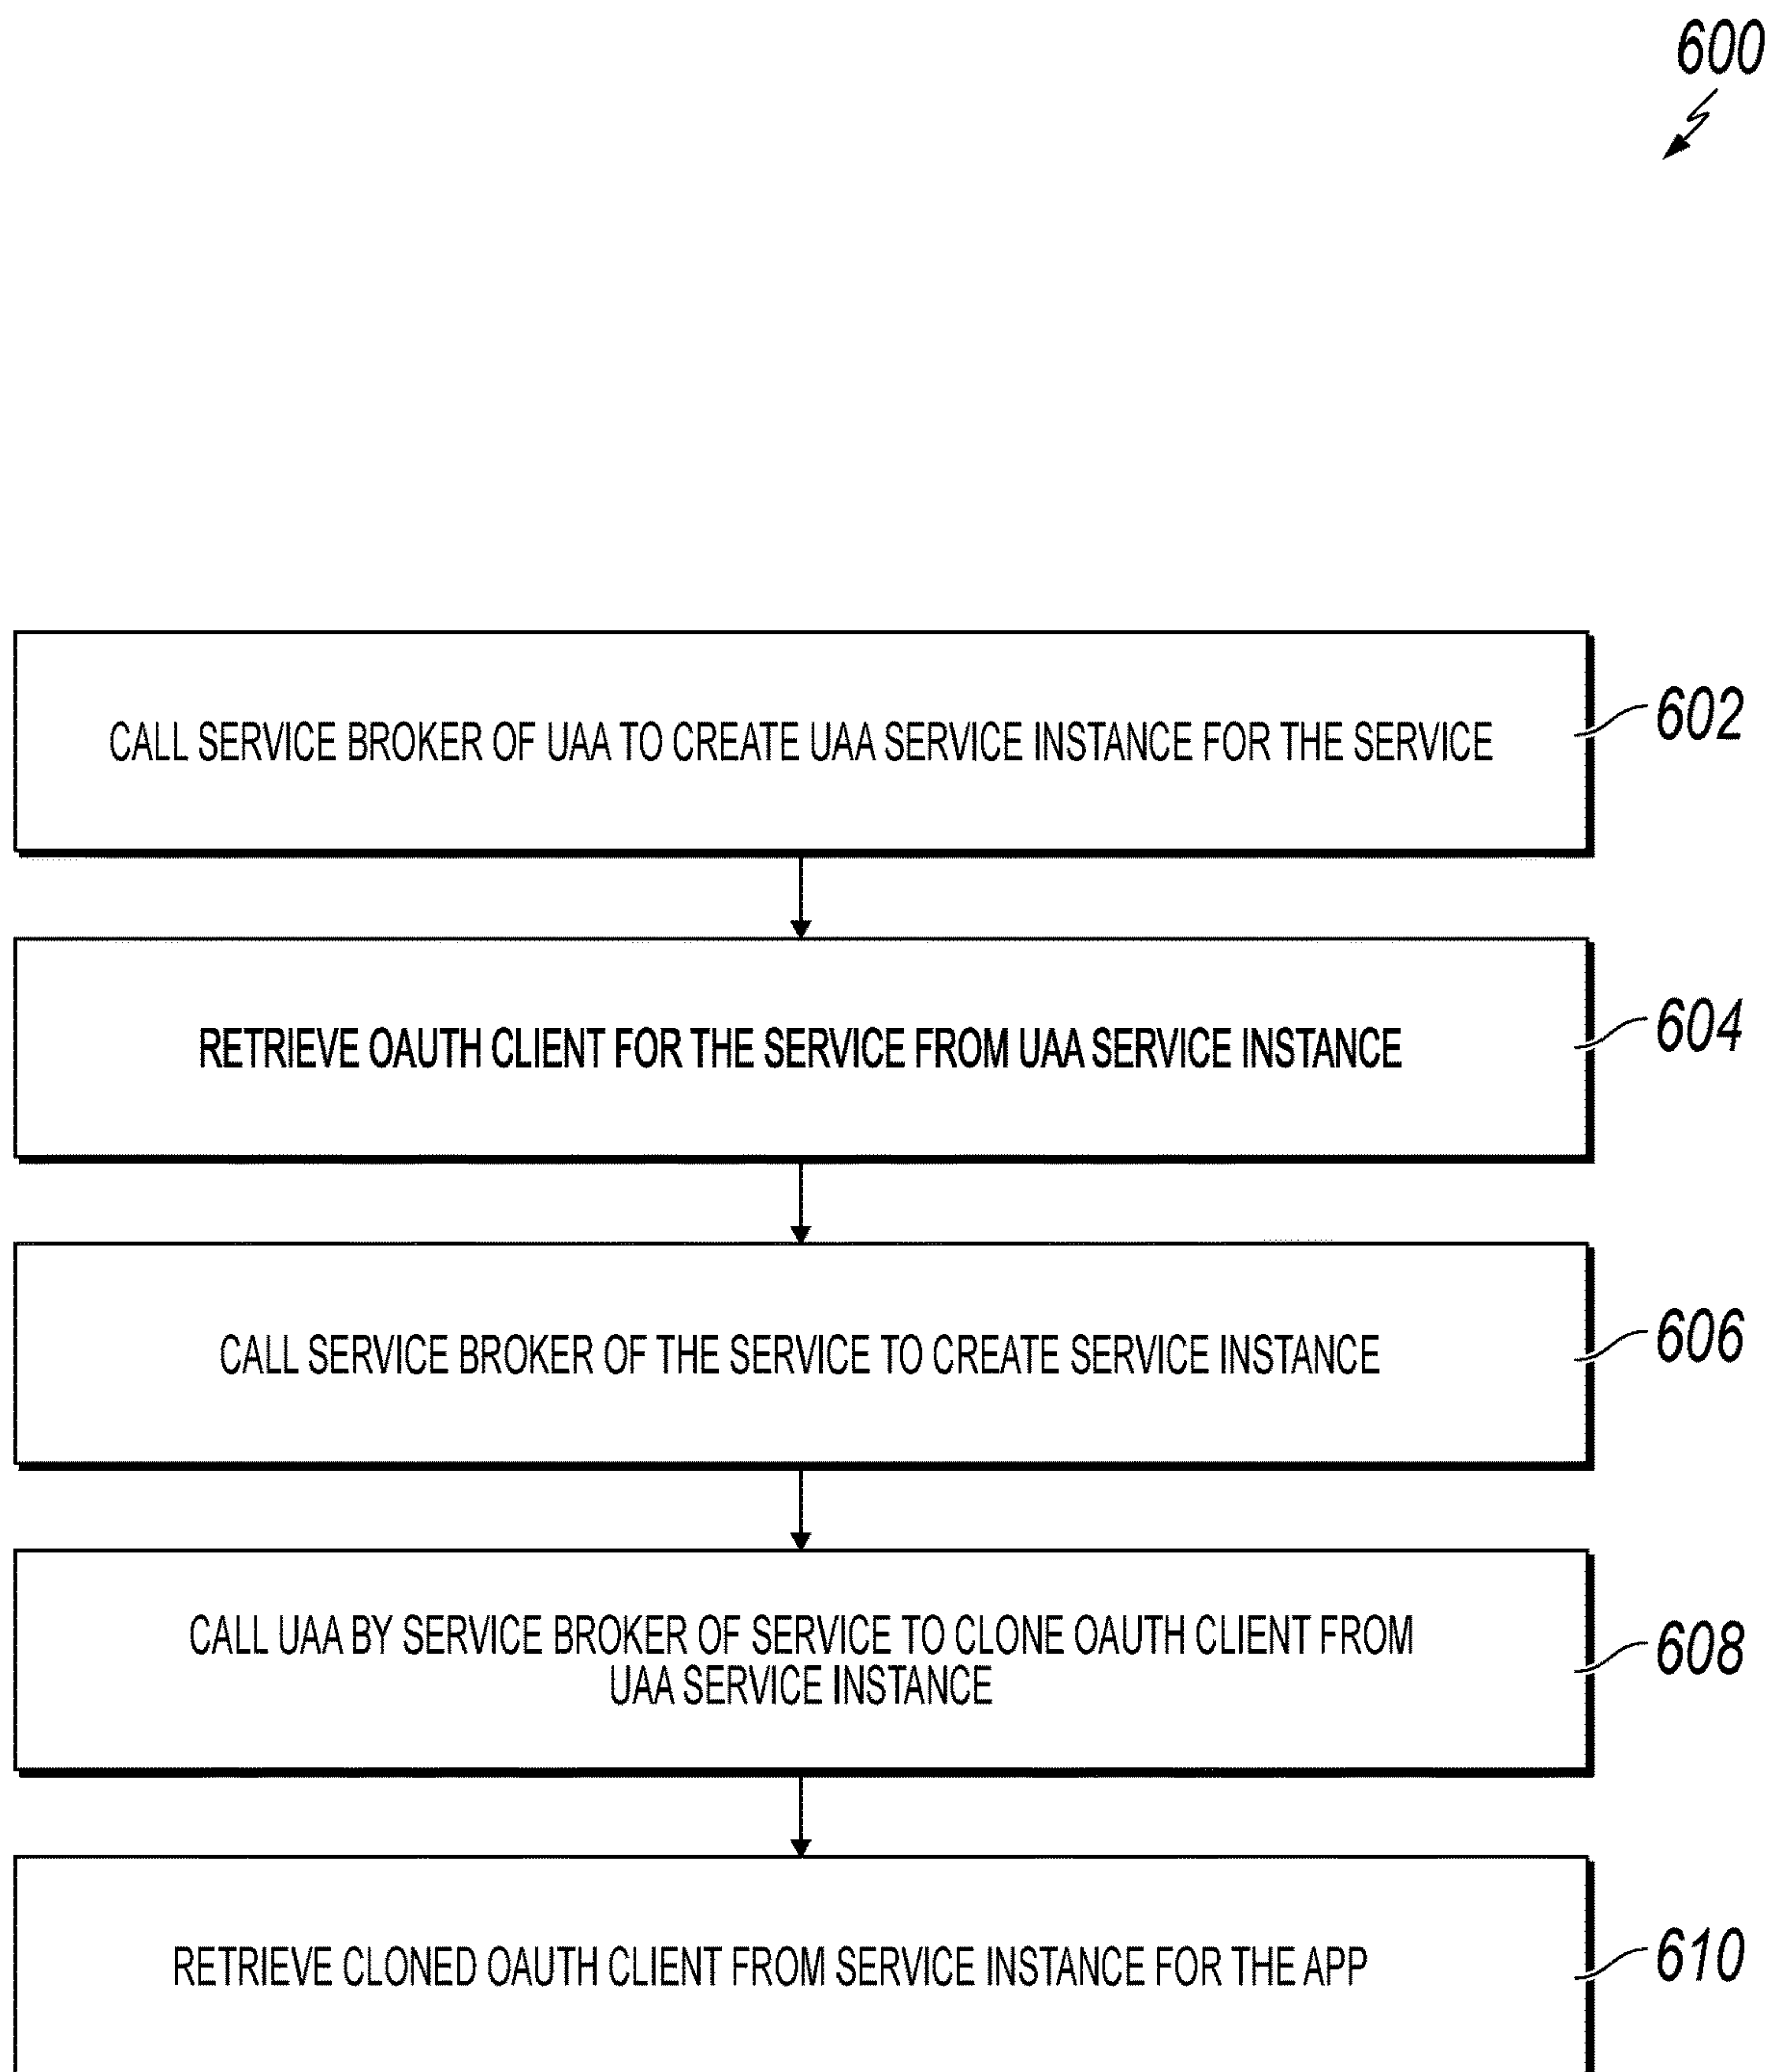 600
CALL SERVICE BROKER OF UAA TO CREATE UAA SERVICE INSTANCE FOR THE SERVICE
602
RETRIEVE OAUTH CLIENT FOR THE SERVICE FROM UAA SERVICE INSTANCE
604
CALL SERVICE BROKER OF THE SERVICE TO CREATE SERVICE INSTANCE
606
CALL UAA BY SERVICE BROKER OF SERVICE TO CLONE OAUTH CLIENT FROM
UAA SERVICE INSTANCE
608
RETRIEVE CLONED OAUTH CLIENT FROM SERVICE INSTANCE FOR THE APP
610